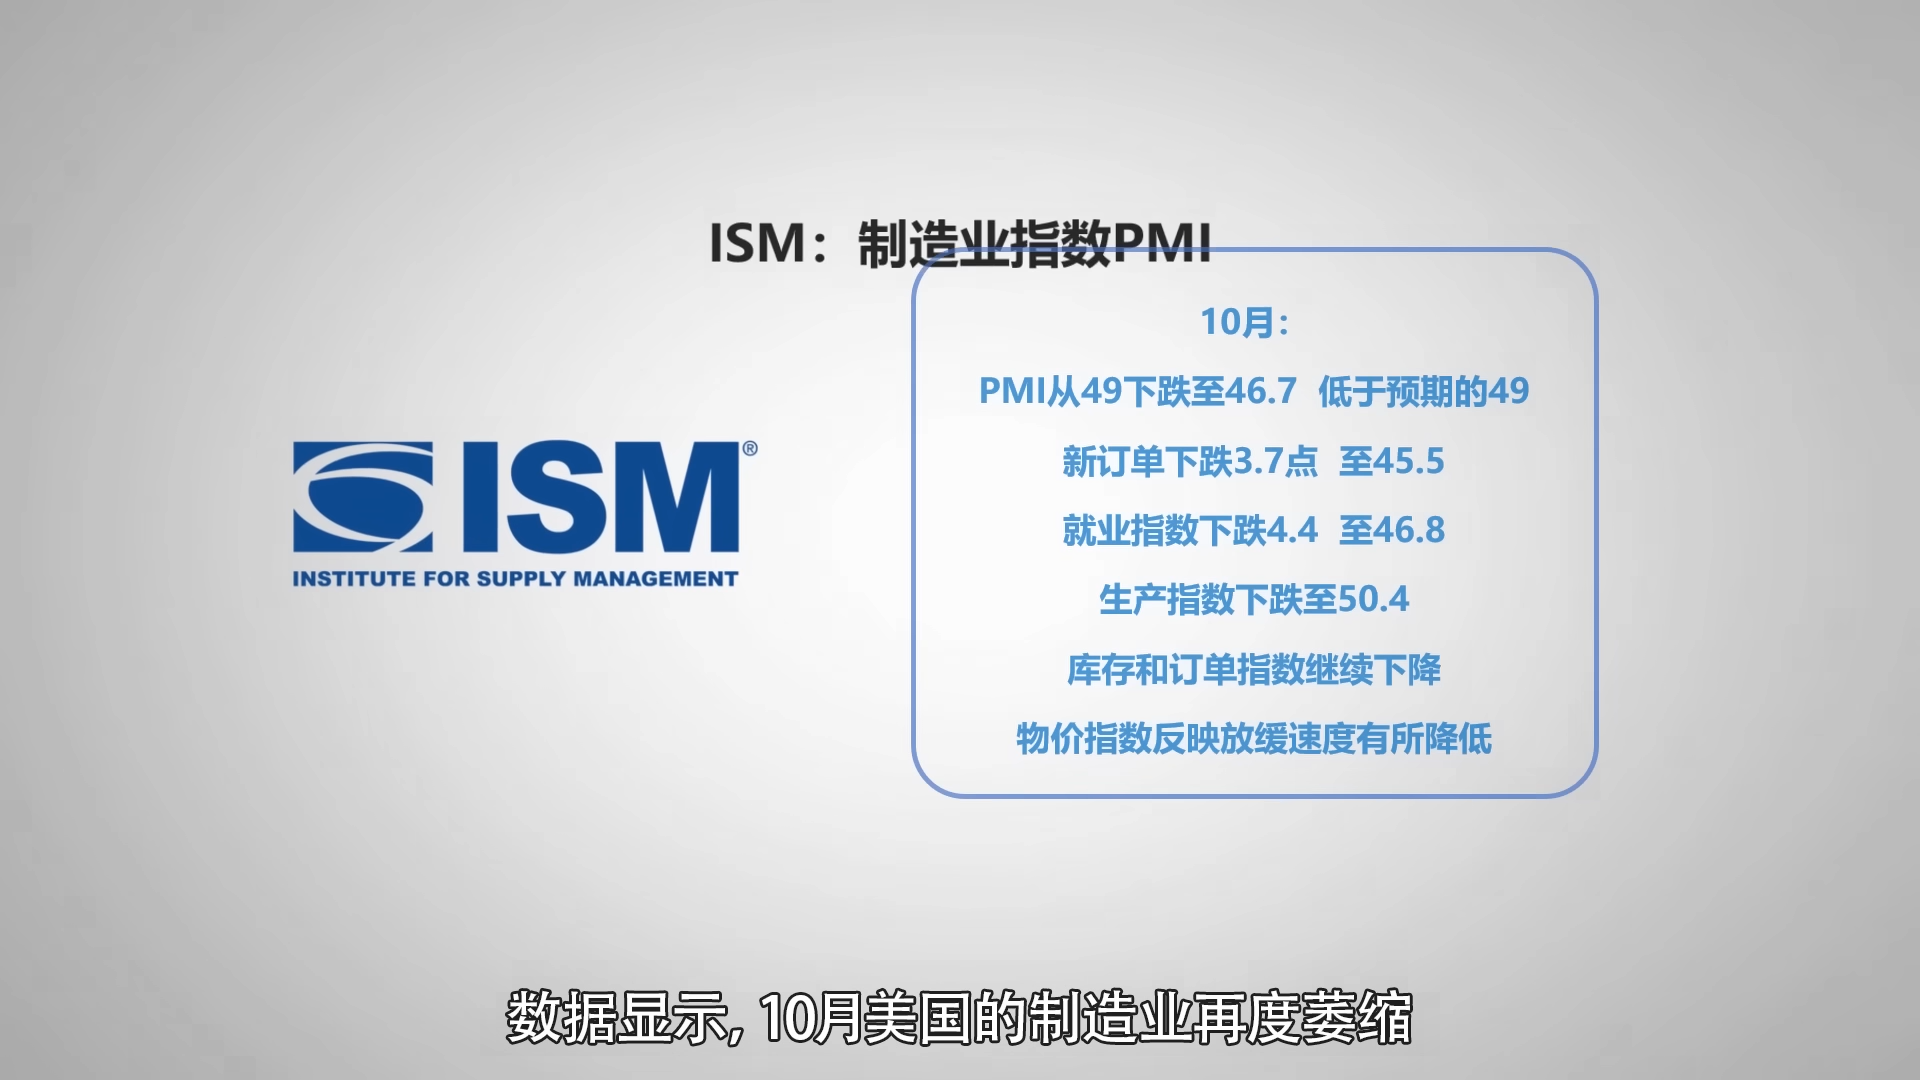 ISM：制造业指数PMI
10月：
PMI从49下跌至46.7 低于预期的49
新订单下跌3.7点 至45.5
就业指数下跌4.4 至46.8
生产指数下跌至50.4
库存和订单指数继续下降
物价指数反映放缓速度有所降低
ISM®
INSTITUTE FOR SUPPLY MANAGEMENT
数据显示, 10月美国的制造业再度萎缩